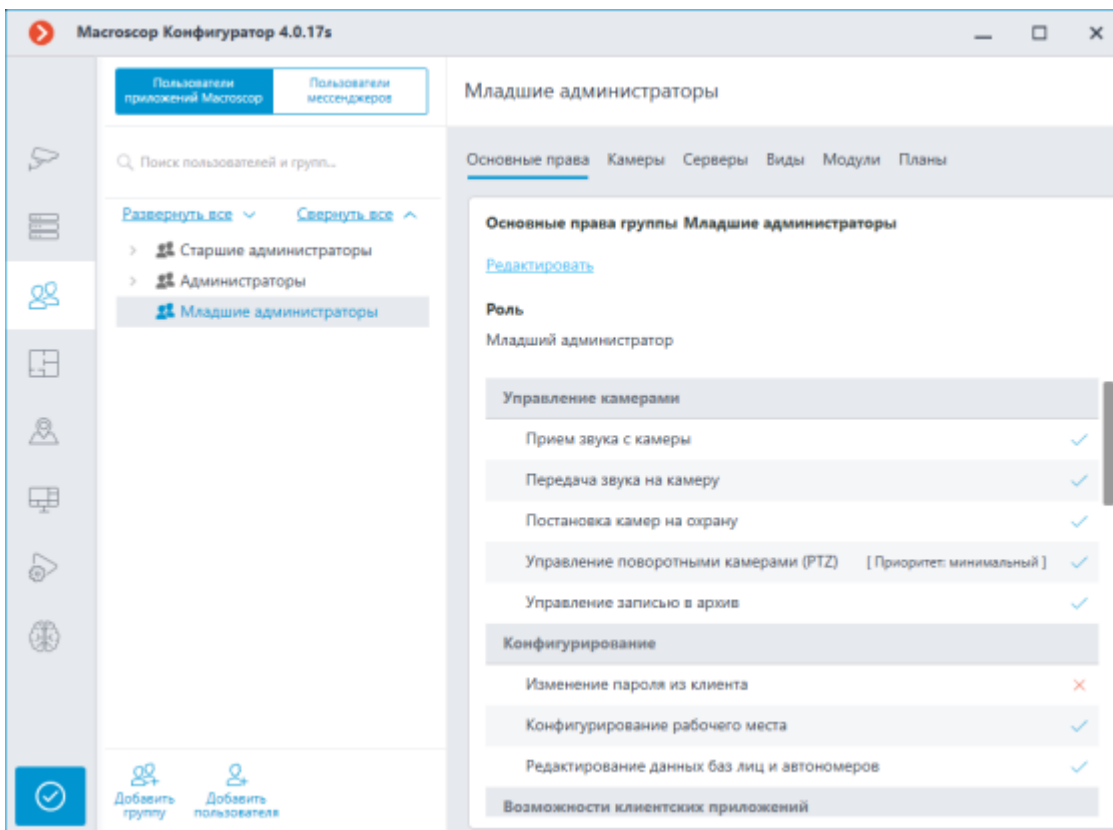 Macroscop Конфигуратор 4.0.17s
Пользователи
приложений Macroscop
Пользователи
мессенджеров
Поиск пользователей и групп...
Развернуть все
Свернуть все
Старшие администраторы
Администраторы
Младшие администраторы
Добавить
группу
Добавить
пользователя
Младшие администраторы
Основные права Камеры Серверы Виды Модули Планы
Основные права группы Младшие администраторы
Редактировать
Роль
Младший администратор
Управление камерами
Прием звука с камеры
Передача звука на камеру
Постановка камер на охрану
Управление поворотными камерами (PTZ) [ Приоритет: минимальный ]
Управление записью в архив
Конфигурирование
Изменение пароля из клиента
Конфигурирование рабочего места
Редактирование данных баз лиц и автономеров
Возможности клиентских приложений